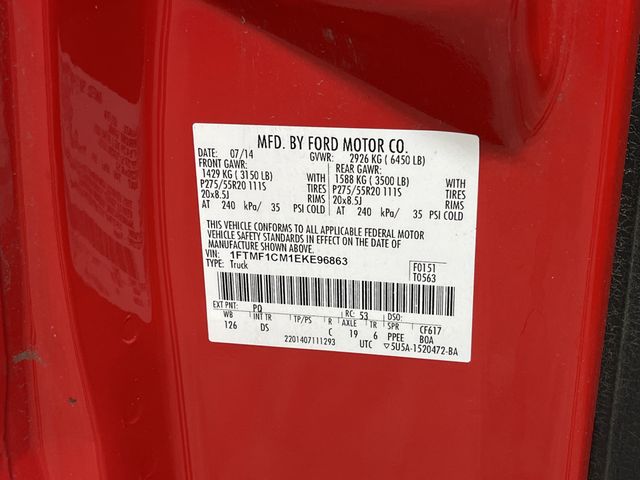 MFD. BY FORD MOTOR CO.
DATE: 07/14 GVWR: 2926 KG ( 6450 LB)
FRONT GAWR: REAR GAWR:
1429 KG ( 3150 LB) WITH 1588 KG ( 3500 LB) WITH
P275/55R20 111S TIRES P275/55R20 111S TIRES
20x8.5J RIMS 20x8.5J RIMS
AT 240 kPa/ 35 PSI COLD AT 240 kPa/ 35 PSI COLD
THIS VEHICLE CONFORMS TO ALL APPLICABLE FEDERAL MOTOR
VEHICLE SAFETY STANDARDS IN EFFECT ON THE DATE OF
MANUFACTURE SHOWN ABOVE.
VIN: 1FTMF1CM1EKE96863 F0151
TYPE: Truck T0563
EXT PNT: PQ RC: 53 DSO:
WB INT TR TP/PS R AXLE TR SPR CF617
126 DS C 19 6 PPEE BOA
2201407111293 UTC ▽5U5A-1520472-BA